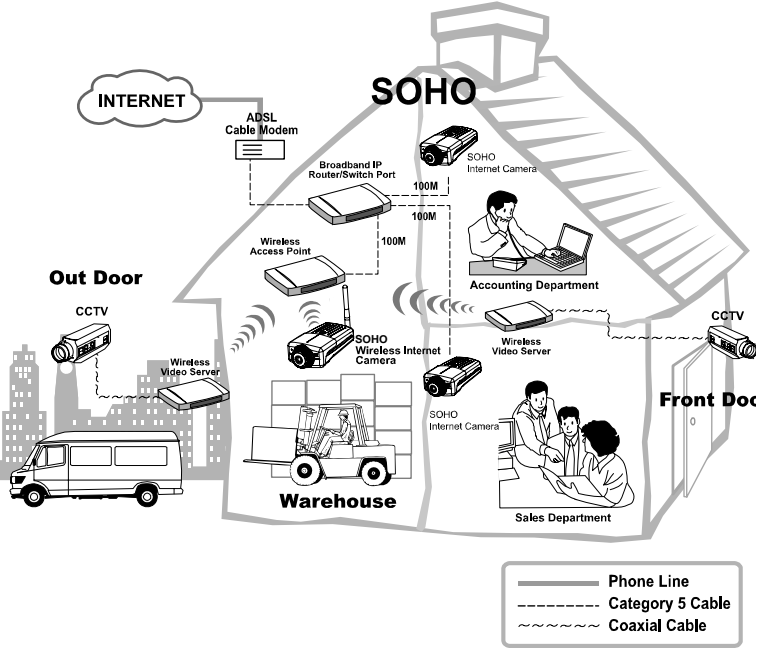 SOHO
INTERNET
ADSL
Cable Modem
Broadband IP
Router/Switch Port
SOHO
Internet Camera
100M
100M
100M
Wireless
Access Point
Accounting Department
Out Door
CCTV
Wireless
Video Server
SOHO
Wireless Internet
Camera
Wireless
Video Server
CCTV
SOHO
Internet Camera
Front Doo
Warehouse
Sales Department
Phone Line
Category 5 Cable
Coaxial Cable